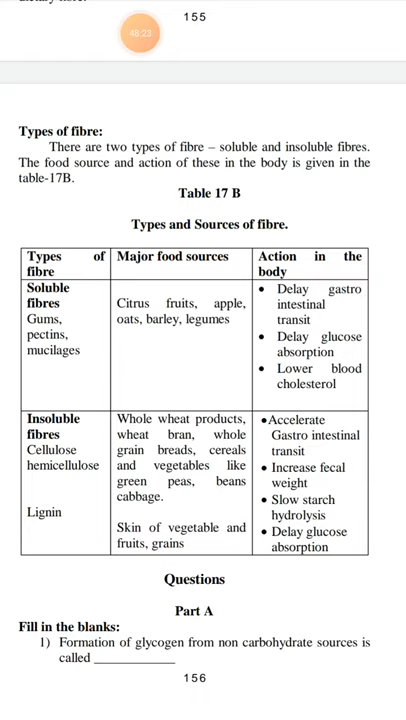 155
48:23
Types of fibre:
There are two types of fibre – soluble and insoluble fibres.
The food source and action of these in the body is given in the
table-17B.
Table 17 B
Types and Sources of fibre.
Types of fibre
Major food sources
Action in the body
Soluble
fibres
Gums,
pectins,
mucilages
Citrus fruits, apple,
oats, barley, legumes
• Delay gastro
intestinal
transit
• Delay glucose
absorption
• Lower blood
cholesterol
Insoluble
fibres
Cellulose
hemicellulose
Lignin
Whole wheat products,
wheat bran, whole
grain breads, cereals
and vegetables like
green peas, beans
cabbage.
Skin of vegetable and
fruits, grains
•Accelerate
Gastro intestinal
transit
• Increase fecal
weight
• Slow starch
hydrolysis
• Delay glucose
absorption
Questions
Part A
Fill in the blanks:
1) Formation of glycogen from non carbohydrate sources is
called ____________
156